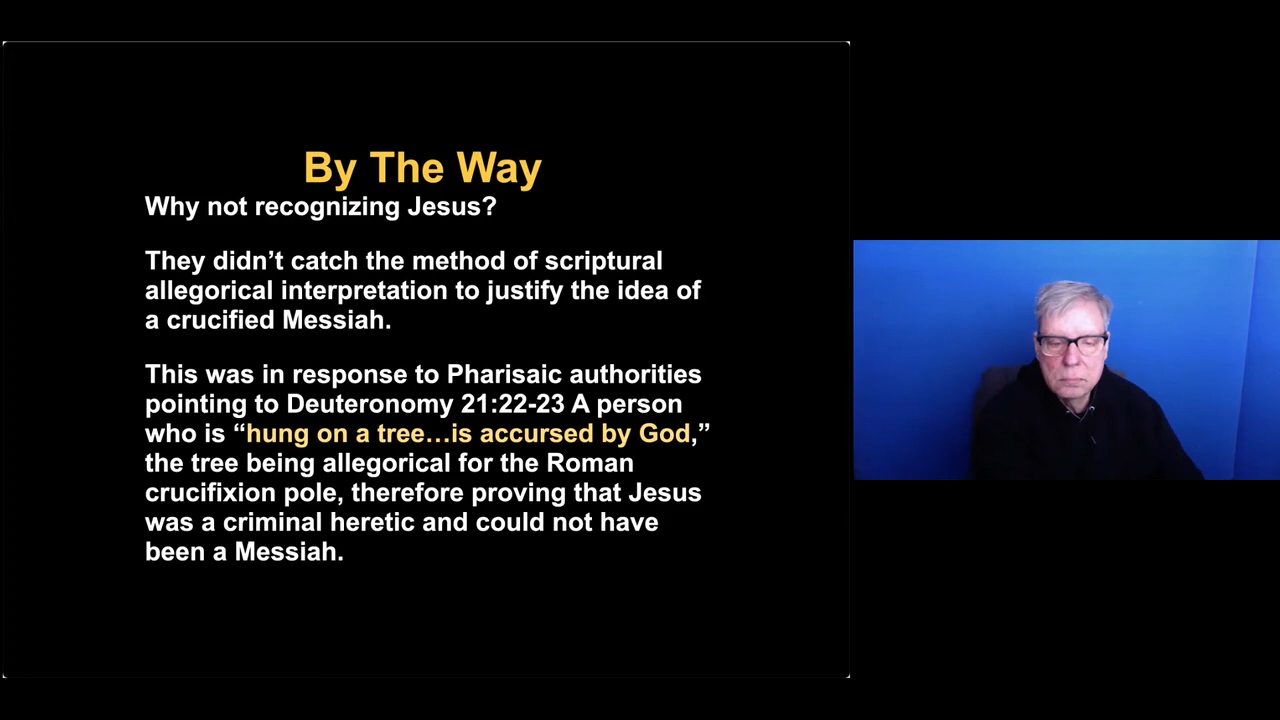 By The Way
Why not recognizing Jesus?
They didn’t catch the method of scriptural
allegorical interpretation to justify the idea of
a crucified Messiah.
This was in response to Pharisaic authorities
pointing to Deuteronomy 21:22-23 A person
who is “hung on a tree…is accursed by God,”
the tree being allegorical for the Roman
crucifixion pole, therefore proving that Jesus
was a criminal heretic and could not have
been a Messiah.